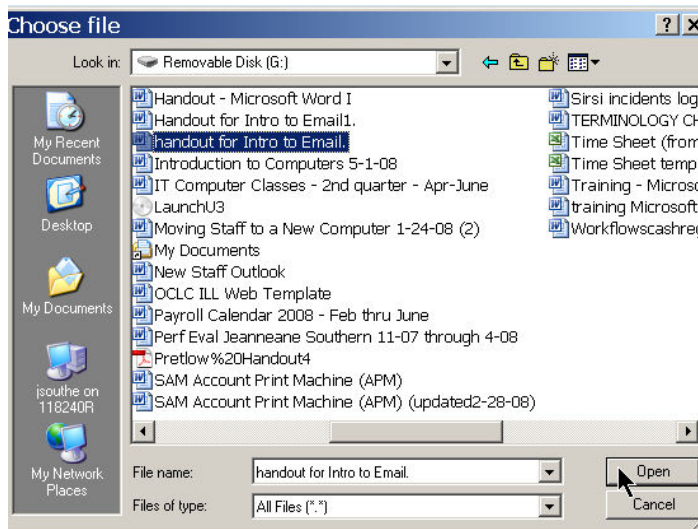 Choose file
Look in:
Removable Disk (G:)
My Recent
Documents
Desktop
My Documents
jsouthe on
118240R
My Network
Places
Handout - Microsoft Word I
Handout for Intro to Email1.
handout for Intro to Email.
Introduction to Computers 5-1-08
IT Computer Classes - 2nd quarter - Apr-June
LaunchU3
Moving Staff to a New Computer 1-24-08 (2)
My Documents
New Staff Outlook
OCLC ILL Web Template
Payroll Calendar 2008 - Feb thru June
Perf Eval Jeanneane Southern 11-07 through 4-08
Pretlow%20Handout4
SAM Account Print Machine (APM)
SAM Account Print Machine (APM) (updated2-28-08)
Sirsi incidents log
TERMINOLOGY CH
Time Sheet (from
Time Sheet temp
Training - Microso
training Microsoft
Workflowscashreg
File name:
handout for Intro to Email.
Open
Files of type:
All Files (*.*)
Cancel